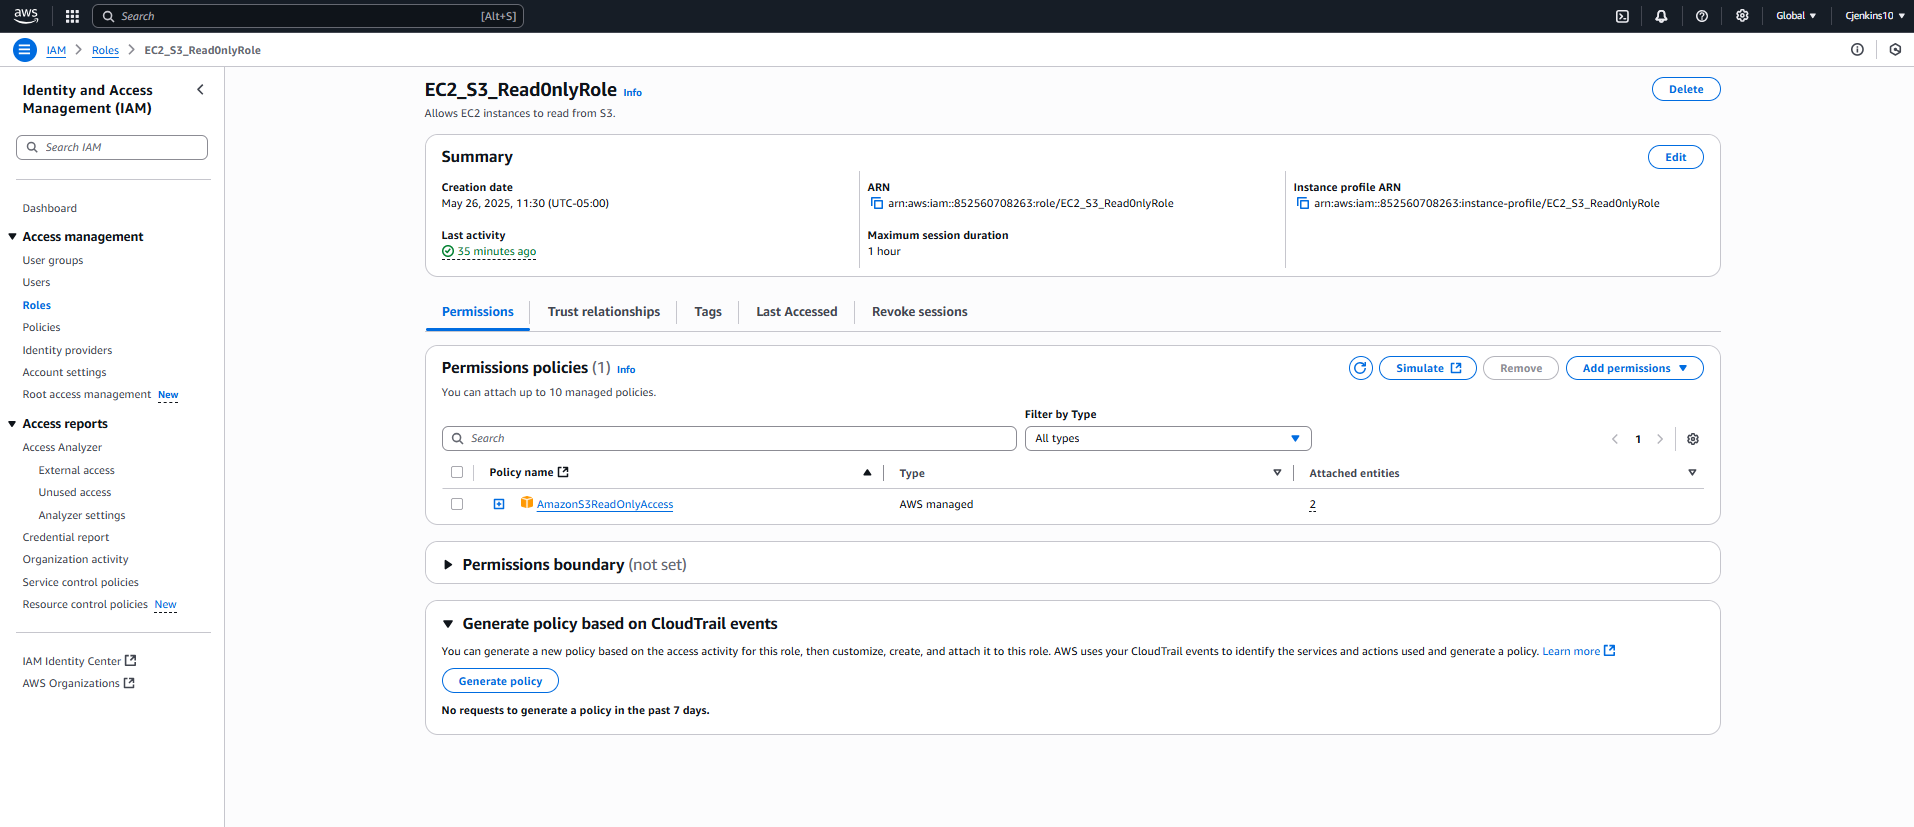 aws
Search [Alt+S]
Global
Cjenkins10
IAM > Roles > EC2_S3_Read0nlyRole
Identity and Access Management (IAM)
Search IAM
Dashboard
Access management
User groups
Users
Roles
Policies
Identity providers
Account settings
Root access management New
Access reports
Access Analyzer
External access
Unused access
Analyzer settings
Credential report
Organization activity
Service control policies
Resource control policies New
IAM Identity Center
AWS Organizations
EC2_S3_Read0nlyRole Info
Delete
Allows EC2 instances to read from S3.
Summary
Edit
Creation date
May 26, 2025, 11:30 (UTC-05:00)
Last activity
35 minutes ago
ARN
arn:aws:iam::852560708263:role/EC2_S3_Read0nlyRole
Maximum session duration
1 hour
Instance profile ARN
arn:aws:iam::852560708263:instance-profile/EC2_S3_Read0nlyRole
Permissions
Trust relationships
Tags
Last Accessed
Revoke sessions
Permissions policies (1) Info
Simulate
Remove
Add permissions
You can attach up to 10 managed policies.
Filter by Type
Search
All types
1
Policy name
Type
Attached entities
AmazonS3ReadOnlyAccess
AWS managed
2
Permissions boundary (not set)
Generate policy based on CloudTrail events
You can generate a new policy based on the access activity for this role, then customize, create, and attach it to this role. AWS uses your CloudTrail events to identify the services and actions used and generate a policy. Learn more
Generate policy
No requests to generate a policy in the past 7 days.